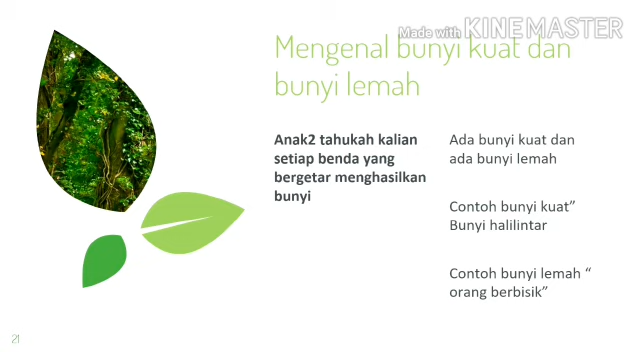 Made with KINEMASTER
Mengenal bunyi kuat dan
bunyi lemah
Anak2 tahukah kalian
setiap benda yang
bergetar menghasilkan
bunyi
Ada bunyi kuat dan
ada bunyi lemah
Contoh bunyi kuat”
Bunyi halilintar
Contoh bunyi lemah “
orang berbisik”
21